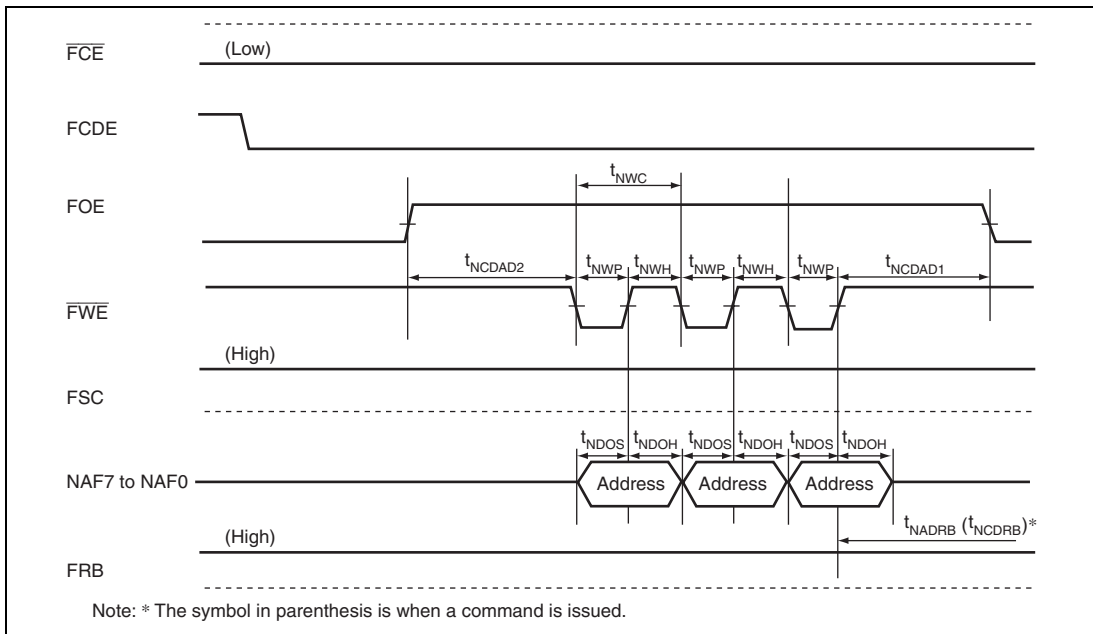 FCE (Low)
FCDE
tNWC
FOE
tNCDAD2 tNWP tNWH tNWP tNWH tNWP tNCDAD1
FWE
(High)
FSC
tNDOS tNDOH tNDOS tNDOH tNDOS tNDOH
NAF7 to NAF0 Address Address Address
tNADRB (tNCDRB)*
(High)
FRB
Note: * The symbol in parenthesis is when a command is issued.